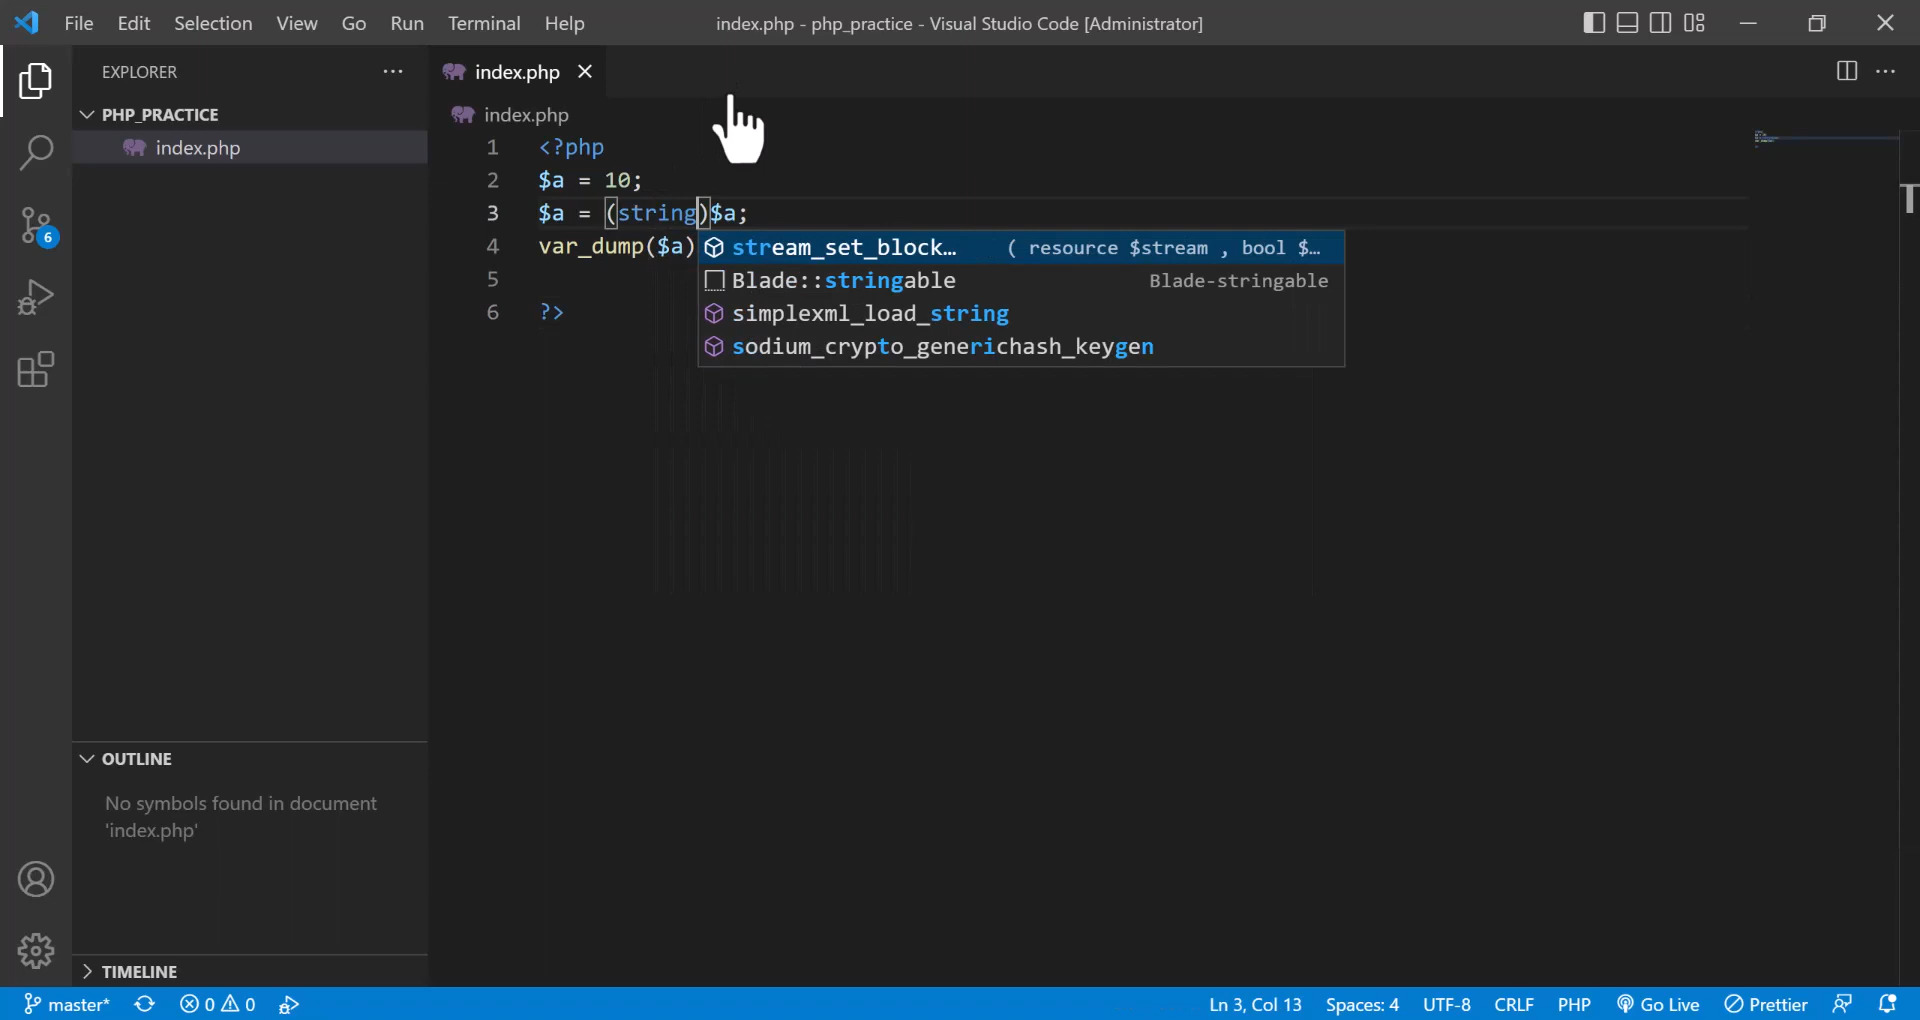 File Edit Selection View Go Run Terminal Help index.php - php_practice - Visual Studio Code [Administrator]
EXPLORER ...
index.php
PHP_PRACTICE
index.php
index.php
1 <?php
2 $a = 10;
3 $a = (string)$a;
4 var_dump($a)
5
6 ?>
stream_set_block… ( resource $stream , bool $…
Blade::stringable Blade-stringable
simplexml_load_string
sodium_crypto_generichash_keygen
T
6
OUTLINE
No symbols found in document
'index.php'
TIMELINE
master* 0 0 Ln 3, Col 13 Spaces: 4 UTF-8 CRLF PHP Go Live Prettier